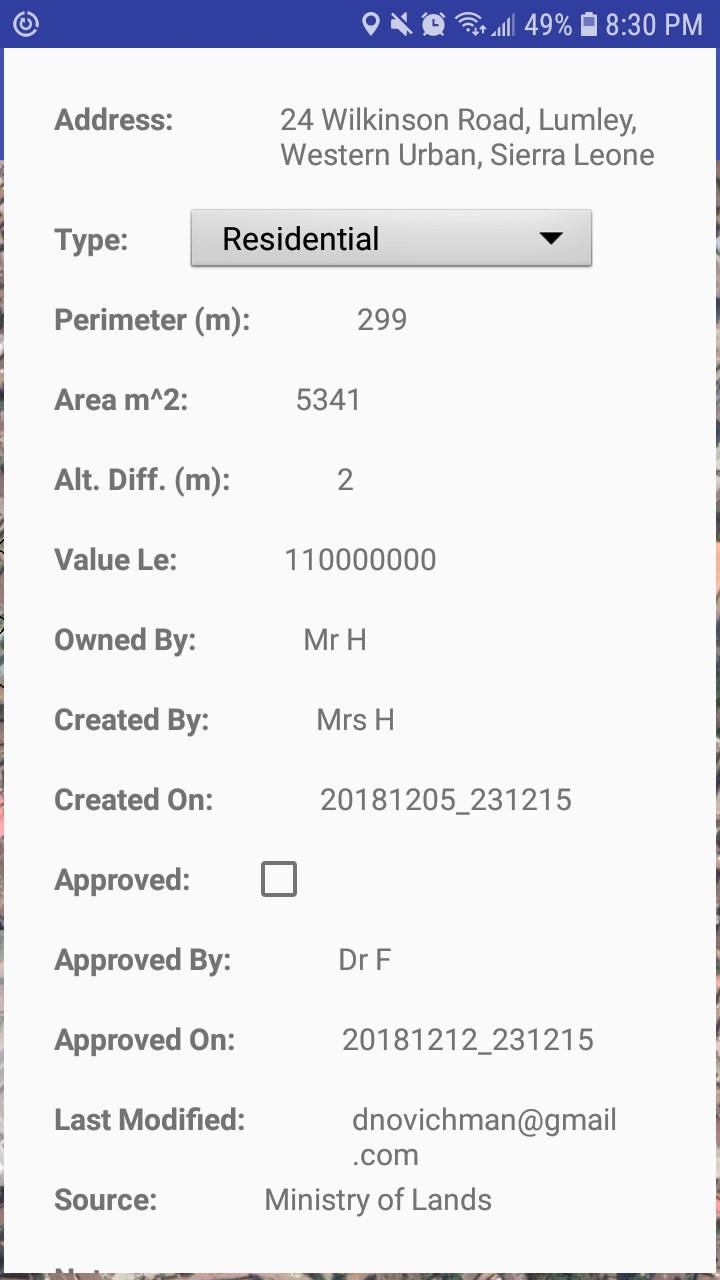 49% 8:30 PM
Address: 24 Wilkinson Road, Lumley,
Western Urban, Sierra Leone
Type: Residential
Perimeter (m): 299
Area m^2: 5341
Alt. Diff. (m): 2
Value Le: 110000000
Owned By: Mr H
Created By: Mrs H
Created On: 20181205_231215
Approved:
Approved By: Dr F
Approved On: 20181212_231215
Last Modified: dnovichman@gmail
.com
Source: Ministry of Lands